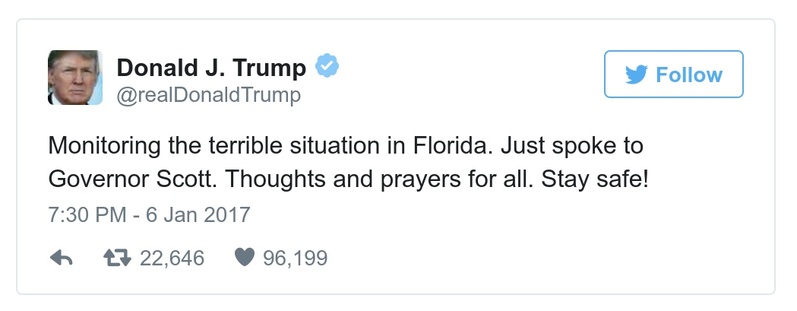 Donald J. Trump
@realDonaldTrump
Follow
Monitoring the terrible situation in Florida. Just spoke to
Governor Scott. Thoughts and prayers for all. Stay safe!
7:30 PM - 6 Jan 2017
22,646 96,199